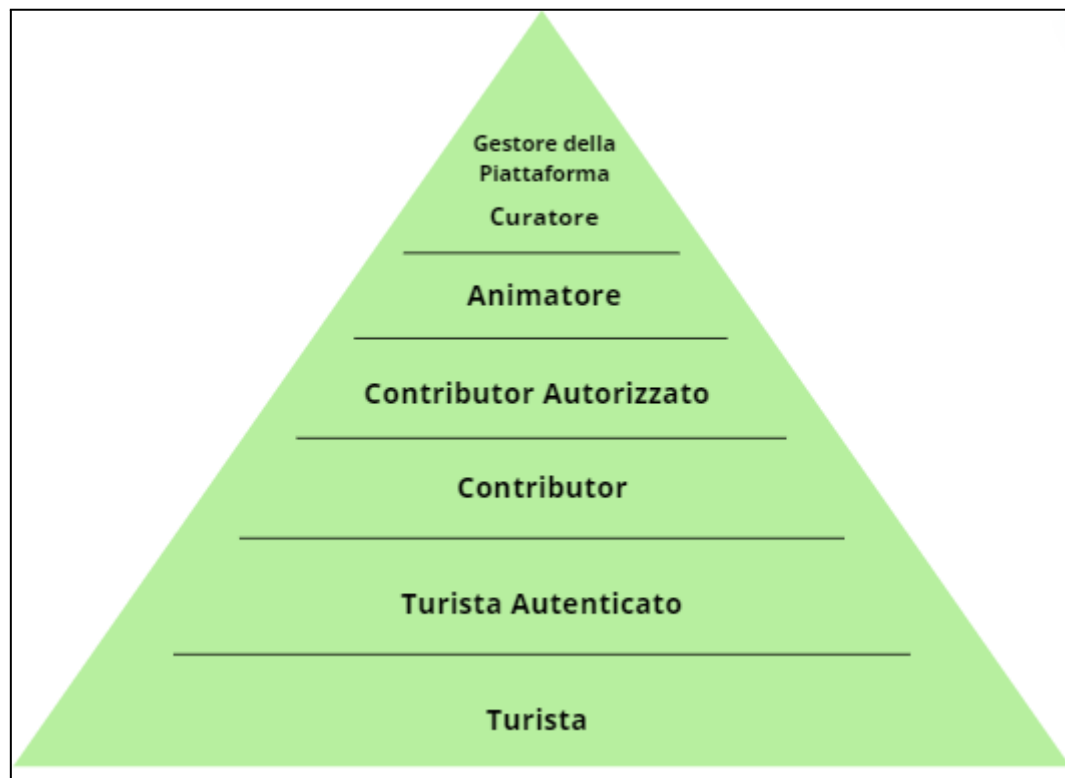 Gestore della
Piattaforma
Curatore
Animatore
Contributor Autorizzato
Contributor
Turista Autenticato
Turista